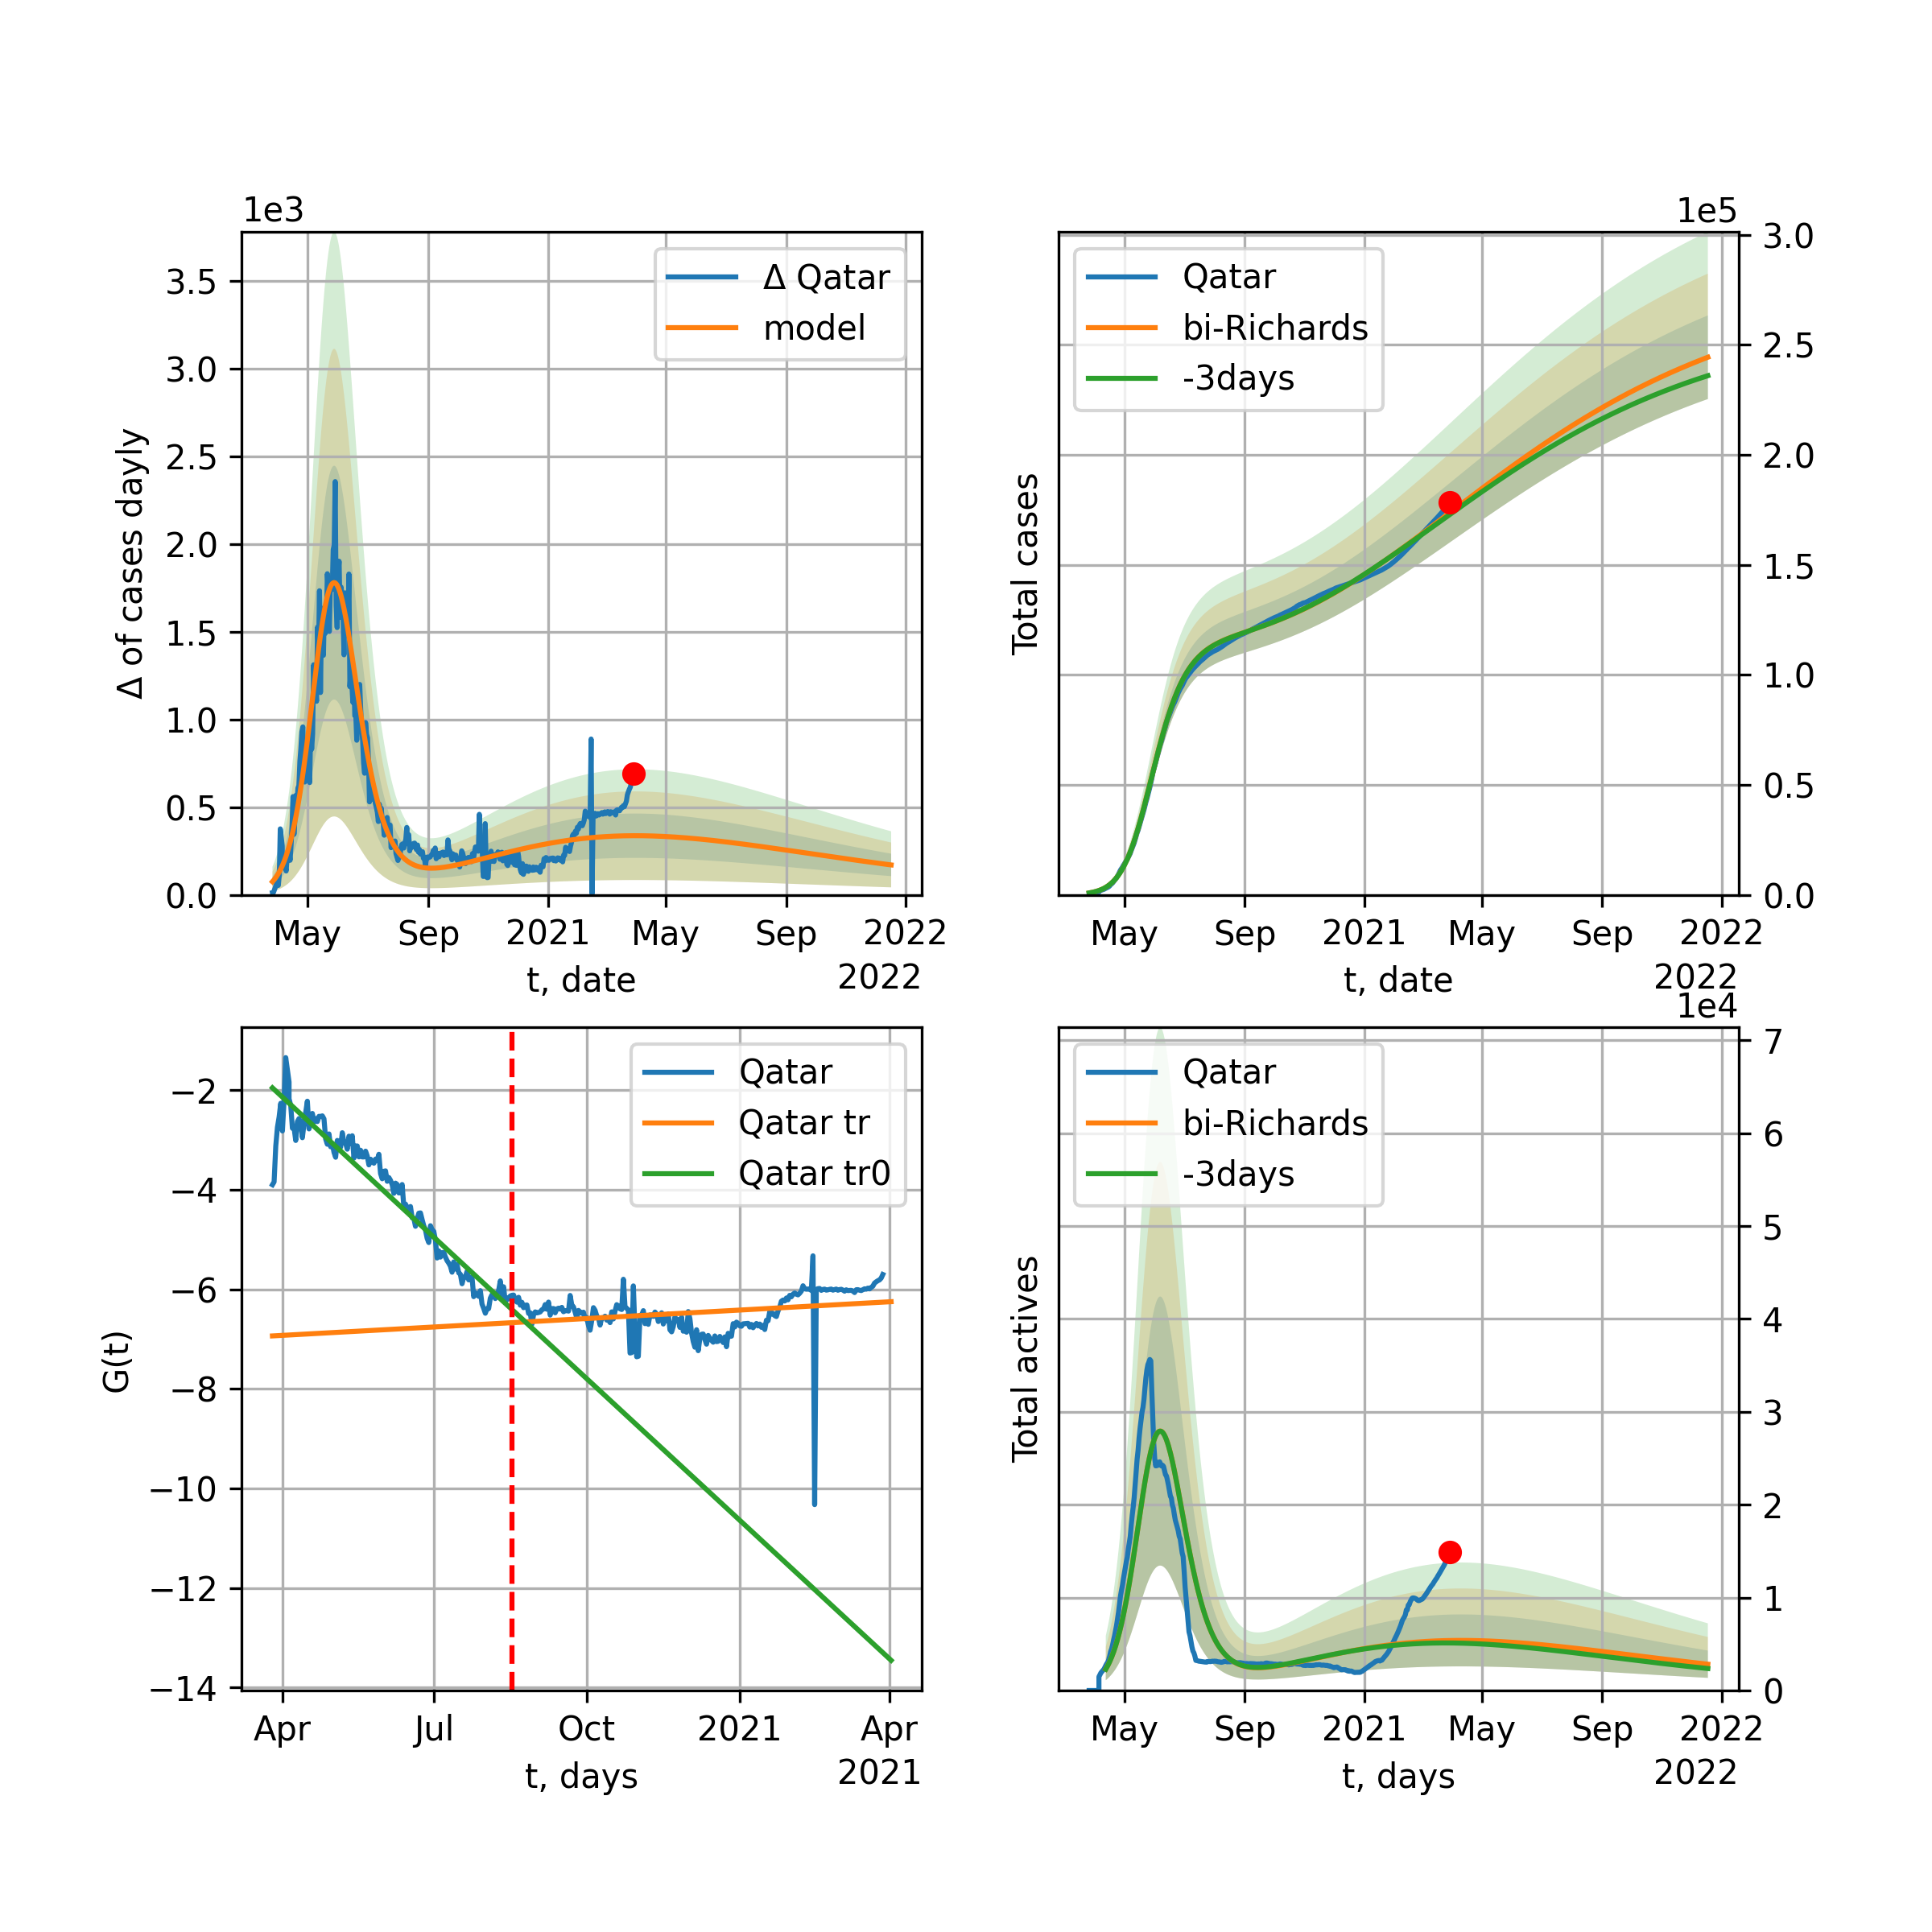 1e3
Δ Qatar
model
3.5
3.0
2.5
2.0
1.5
1.0
0.5
0.0
Δ of cases dayly
May Sep 2021 May Sep 2022
t, date
2022
1e5
Qatar
bi-Richards
-3days
3.0
2.5
2.0
1.5
1.0
0.5
0.0
Total cases
May Sep 2021 May Sep 2022
t, date
2022
Qatar
Qatar tr
Qatar tr0
−2
−4
−6
−8
−10
−12
−14
G(t)
Apr Jul Oct 2021 Apr
t, days
2021
1e4
Qatar
bi-Richards
-3days
7
6
5
4
3
2
1
0
Total actives
May Sep 2021 May Sep 2022
t, days
2022